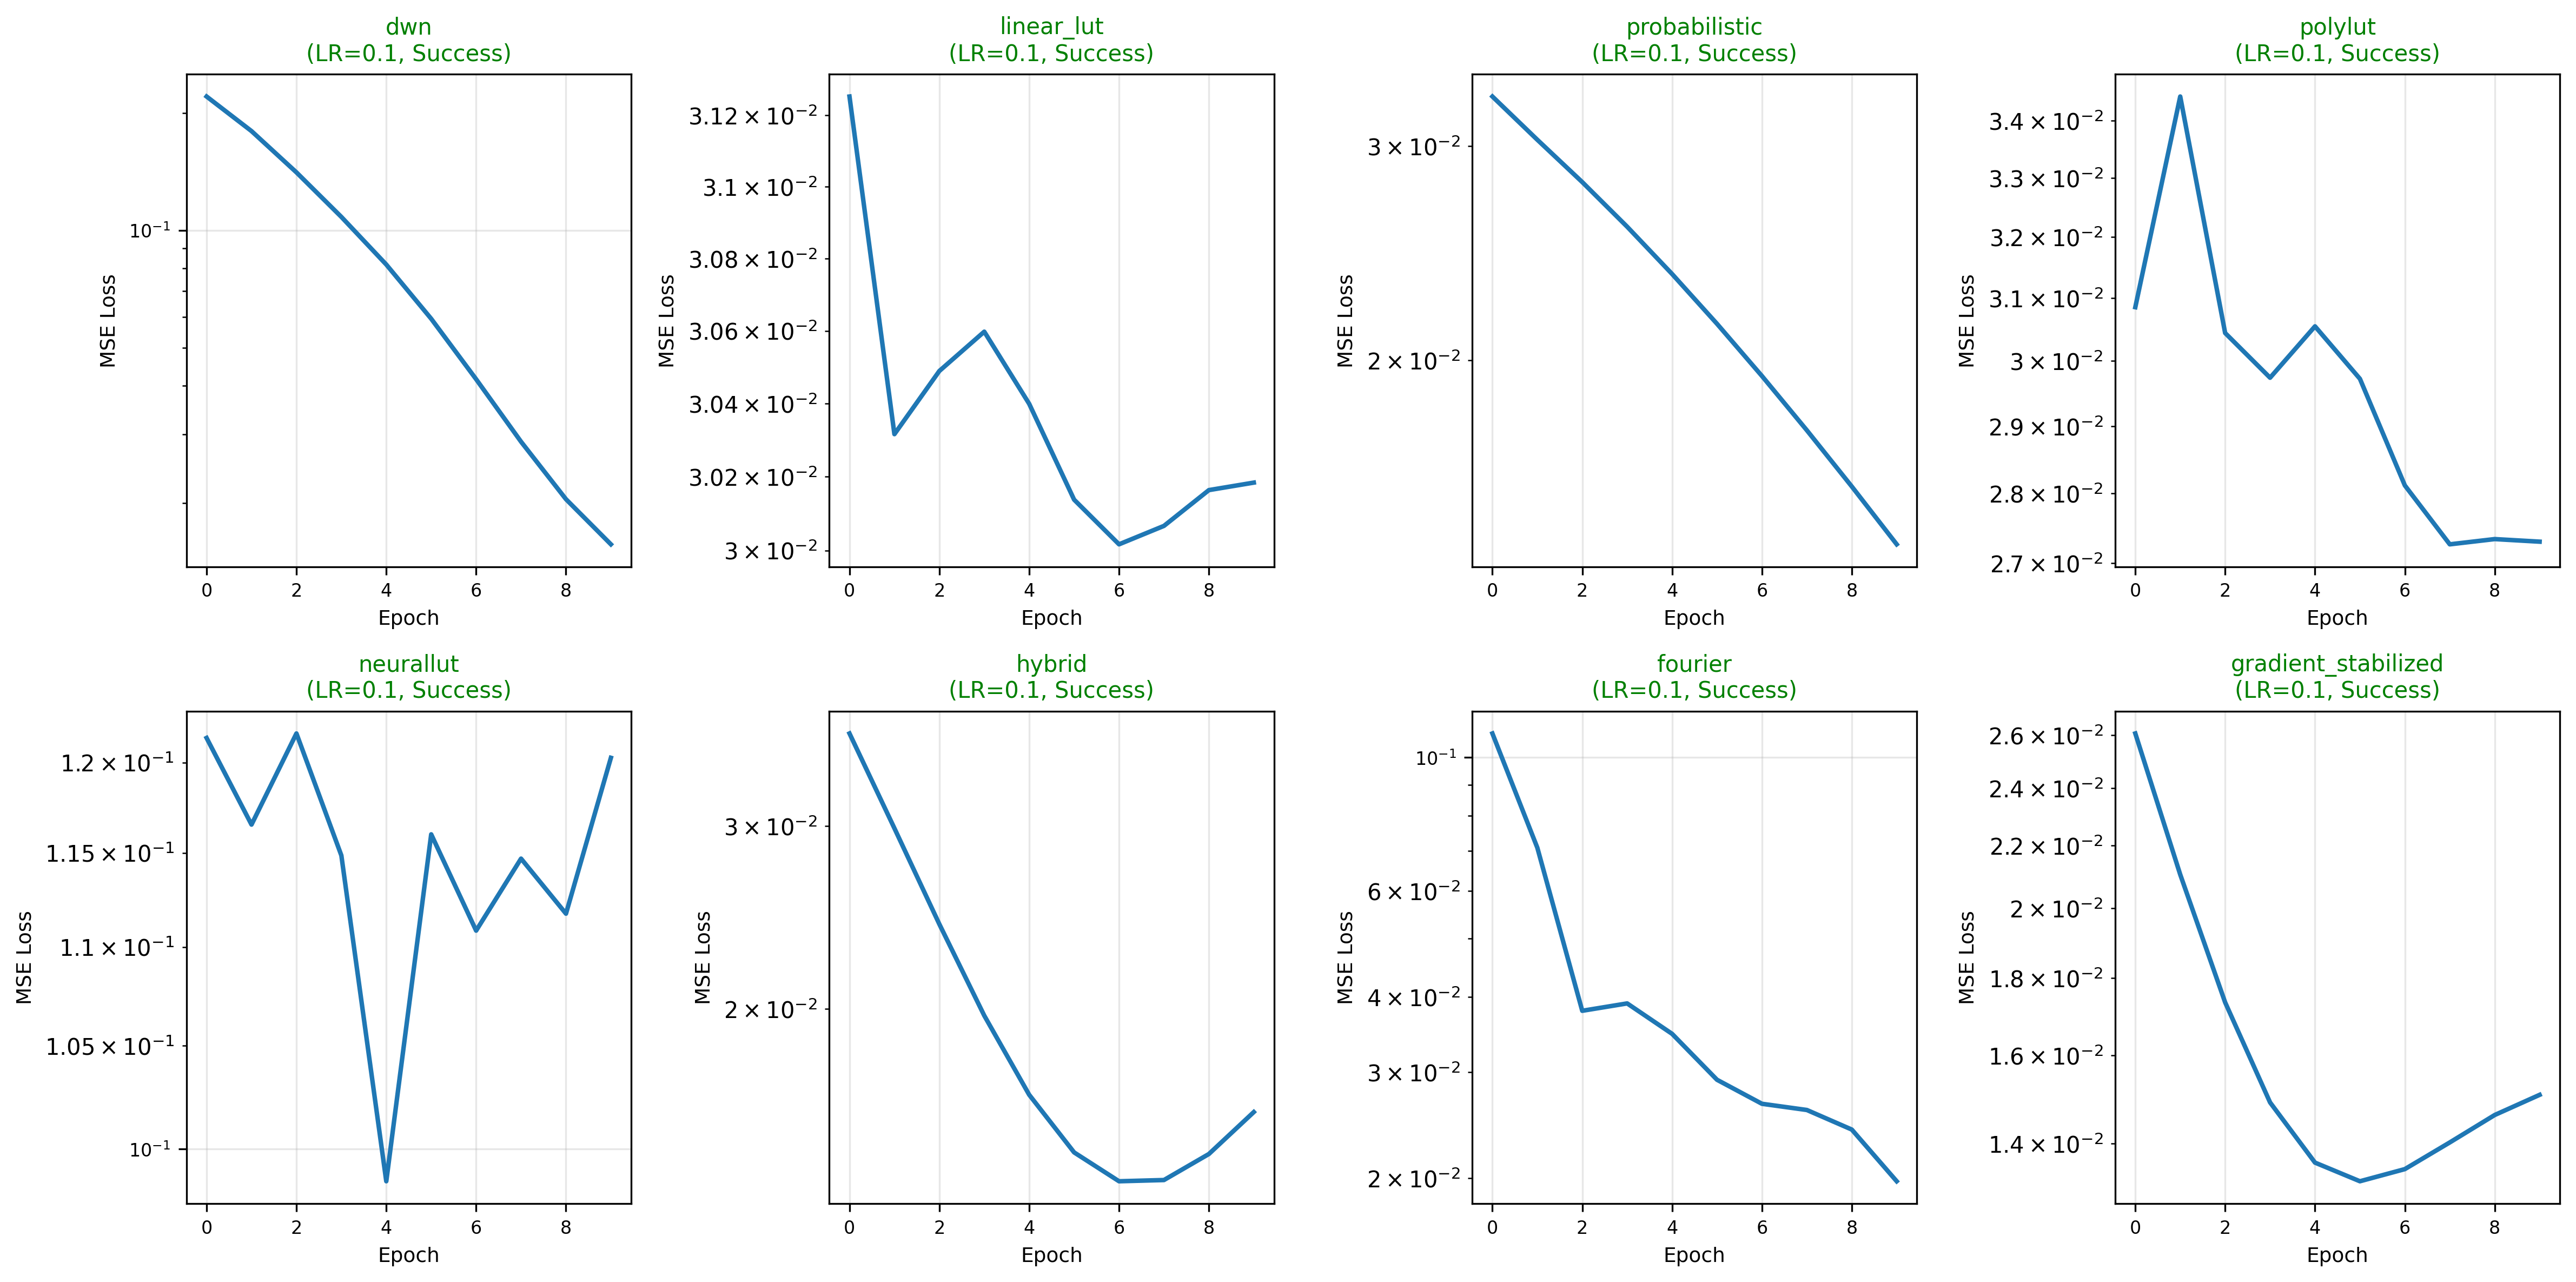 dwn
(LR=0.1, Success)
MSE Loss
10⁻¹
0 2 4 6 8
Epoch
linear_lut
(LR=0.1, Success)
MSE Loss
3.12 × 10⁻²
3.1 × 10⁻²
3.08 × 10⁻²
3.06 × 10⁻²
3.04 × 10⁻²
3.02 × 10⁻²
3 × 10⁻²
0 2 4 6 8
Epoch
probabilistic
(LR=0.1, Success)
MSE Loss
3 × 10⁻²
2 × 10⁻²
0 2 4 6 8
Epoch
polylut
(LR=0.1, Success)
MSE Loss
3.4 × 10⁻²
3.3 × 10⁻²
3.2 × 10⁻²
3.1 × 10⁻²
3 × 10⁻²
2.9 × 10⁻²
2.8 × 10⁻²
2.7 × 10⁻²
0 2 4 6 8
Epoch
neurallut
(LR=0.1, Success)
MSE Loss
1.2 × 10⁻¹
1.15 × 10⁻¹
1.1 × 10⁻¹
1.05 × 10⁻¹
10⁻¹
0 2 4 6 8
Epoch
hybrid
(LR=0.1, Success)
MSE Loss
3 × 10⁻²
2 × 10⁻²
0 2 4 6 8
Epoch
fourier
(LR=0.1, Success)
MSE Loss
10⁻¹
6 × 10⁻²
4 × 10⁻²
3 × 10⁻²
2 × 10⁻²
0 2 4 6 8
Epoch
gradient_stabilized
(LR=0.1, Success)
MSE Loss
2.6 × 10⁻²
2.4 × 10⁻²
2.2 × 10⁻²
2 × 10⁻²
1.8 × 10⁻²
1.6 × 10⁻²
1.4 × 10⁻²
0 2 4 6 8
Epoch